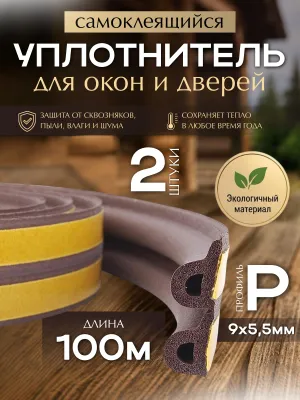 самоклеящийся
УПЛОТНИТЕЛЬ
для окон и дверей
ЗАЩИТА ОТ СКВОЗНЯКОВ,
ПЫЛИ, ВЛАГИ И ШУМА
СОХРАНЯЕТ ТЕПЛО
В ЛЮБОЕ ВРЕМЯ ГОДА
2
ШТУКИ
Экологичный
материал
ПРОФИЛЬ
P
9х5,5мм
ДЛИНА
100м